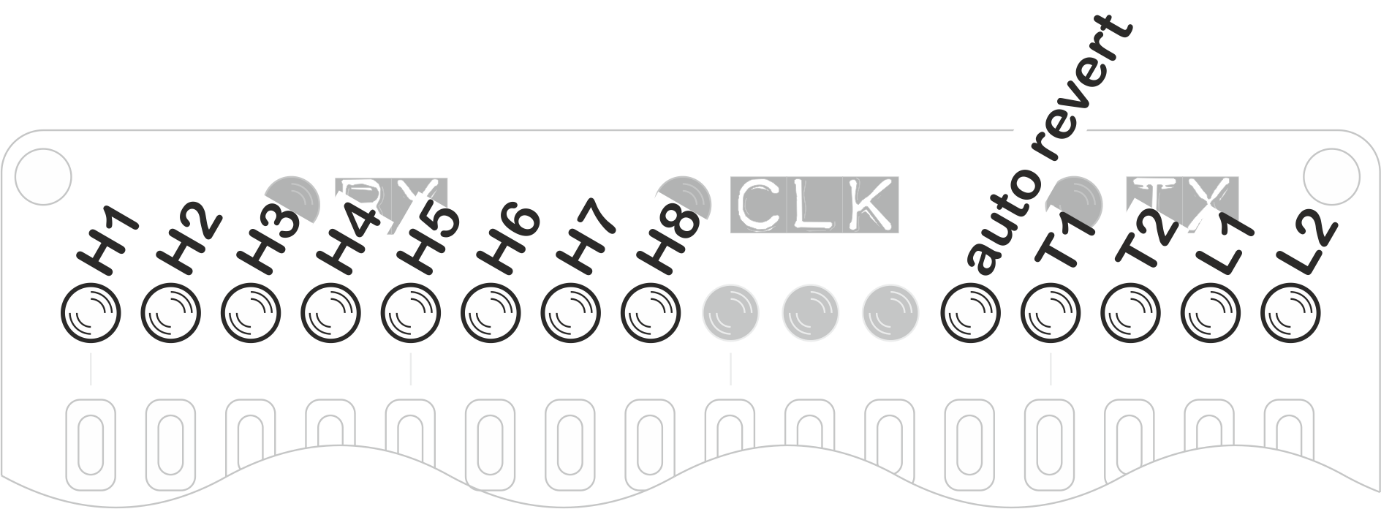 RX
CLK
TX
H1
H2
H3
H4
H5
H6
H7
H8
auto revert
T1
T2
L1
L2